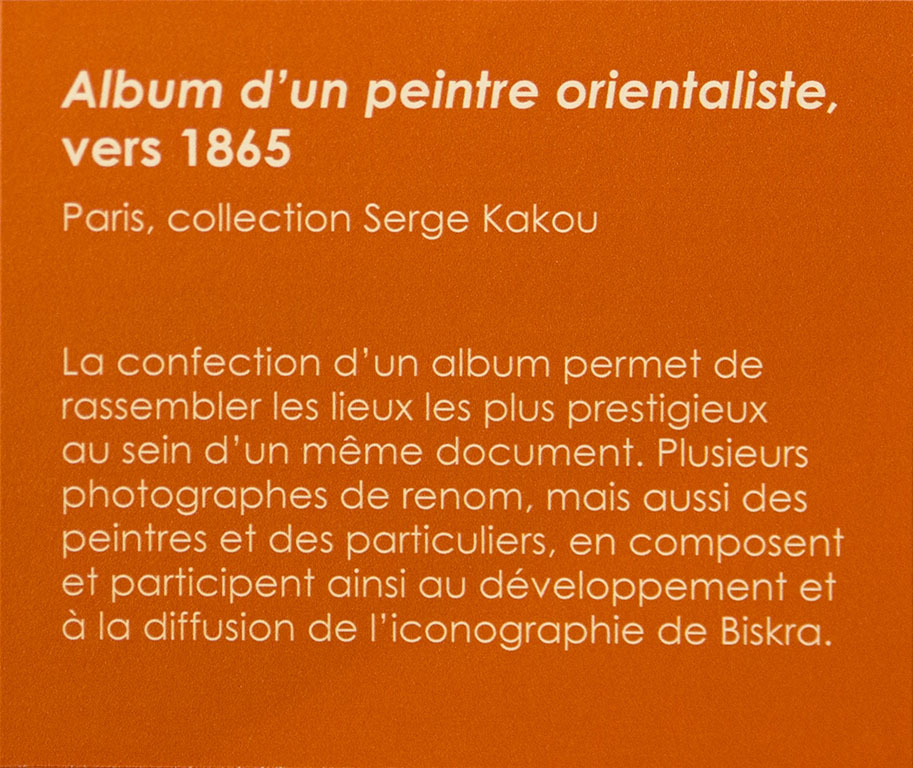 Album d’un peintre orientaliste,
vers 1865
Paris, collection Serge Kakou
La confection d’un album permet de
rassembler les lieux les plus prestigieux
au sein d’un même document. Plusieurs
photographes de renom, mais aussi des
peintres et des particuliers, en composent
et participent ainsi au développement et
à la diffusion de l’iconographie de Biskra.